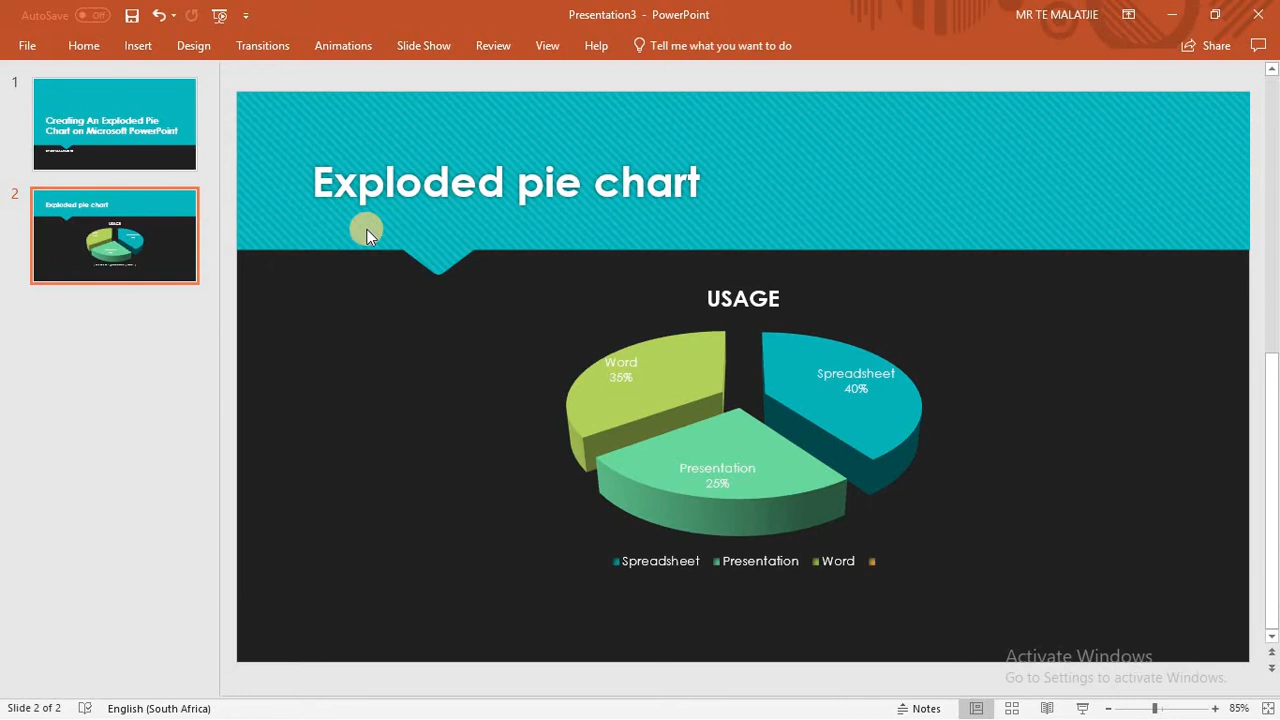 AutoSave Off
Presentation3 - PowerPoint
MR TE MALATJIE
File Home Insert Design Transitions Animations Slide Show Review View Help Tell me what you want to do Share
1
Creating An Exploded Pie
Chart on Microsoft PowerPoint
2
Exploded pie chart
USAGE
Exploded pie chart
USAGE
Word
35%
Spreadsheet
40%
Presentation
25%
Spreadsheet Presentation Word
Activate Windows
Go to Settings to activate Windows.
Slide 2 of 2 English (South Africa) Notes 85%